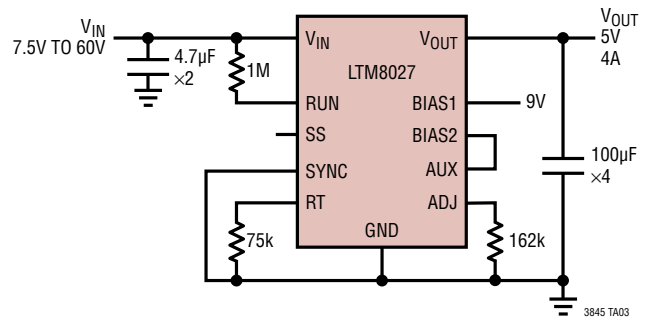 VIN
7.5V TO 60V
4.7µF
×2
1M
VIN
RUN
SS
SYNC
RT
LTM8027
GND
VOUT
BIAS1
BIAS2
AUX
ADJ
9V
VOUT
5V
4A
100µF
×4
75k
162k
3845 TA03